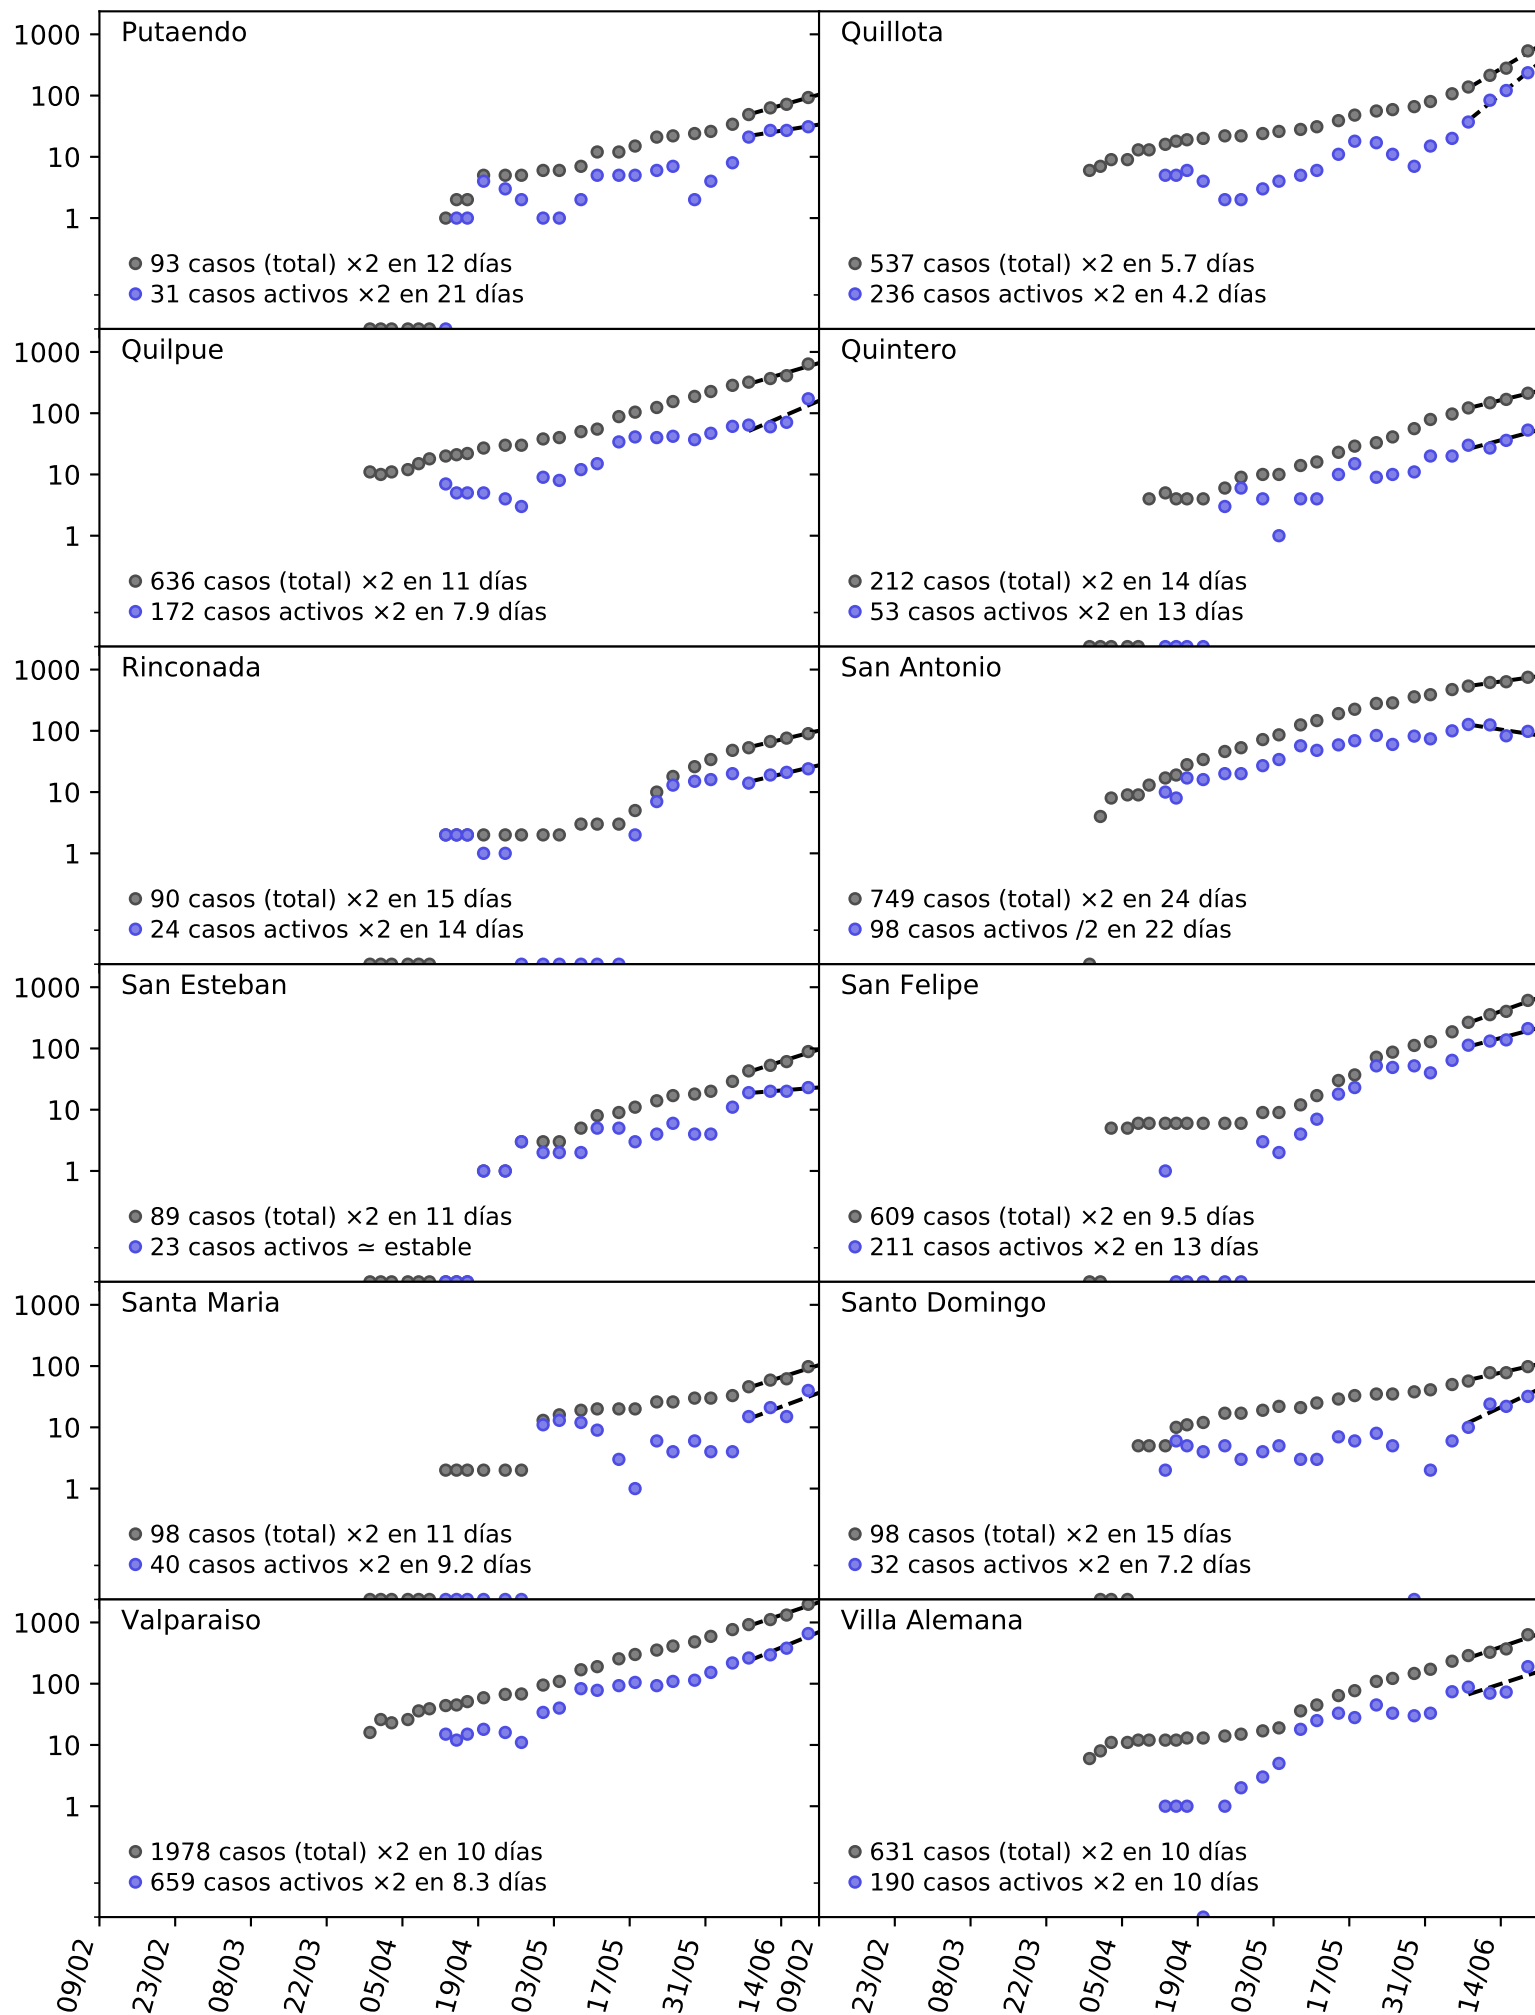 Putaendo
Quillota
1000
100
10
1
93 casos (total) ×2 en 12 días
31 casos activos ×2 en 21 días
537 casos (total) ×2 en 5.7 días
236 casos activos ×2 en 4.2 días
Quilpue
Quintero
1000
100
10
1
636 casos (total) ×2 en 11 días
172 casos activos ×2 en 7.9 días
212 casos (total) ×2 en 14 días
53 casos activos ×2 en 13 días
Rinconada
San Antonio
1000
100
10
1
90 casos (total) ×2 en 15 días
24 casos activos ×2 en 14 días
749 casos (total) ×2 en 24 días
98 casos activos /2 en 22 días
San Esteban
San Felipe
1000
100
10
1
89 casos (total) ×2 en 11 días
23 casos activos ≃ estable
609 casos (total) ×2 en 9.5 días
211 casos activos ×2 en 13 días
Santa Maria
Santo Domingo
1000
100
10
1
98 casos (total) ×2 en 11 días
40 casos activos ×2 en 9.2 días
98 casos (total) ×2 en 15 días
32 casos activos ×2 en 7.2 días
Valparaiso
Villa Alemana
1000
100
10
1
1978 casos (total) ×2 en 10 días
659 casos activos ×2 en 8.3 días
631 casos (total) ×2 en 10 días
190 casos activos ×2 en 10 días
09/02
23/02
08/03
22/03
05/04
19/04
03/05
17/05
31/05
14/06
09/02
23/02
08/03
22/03
05/04
19/04
03/05
17/05
31/05
14/06